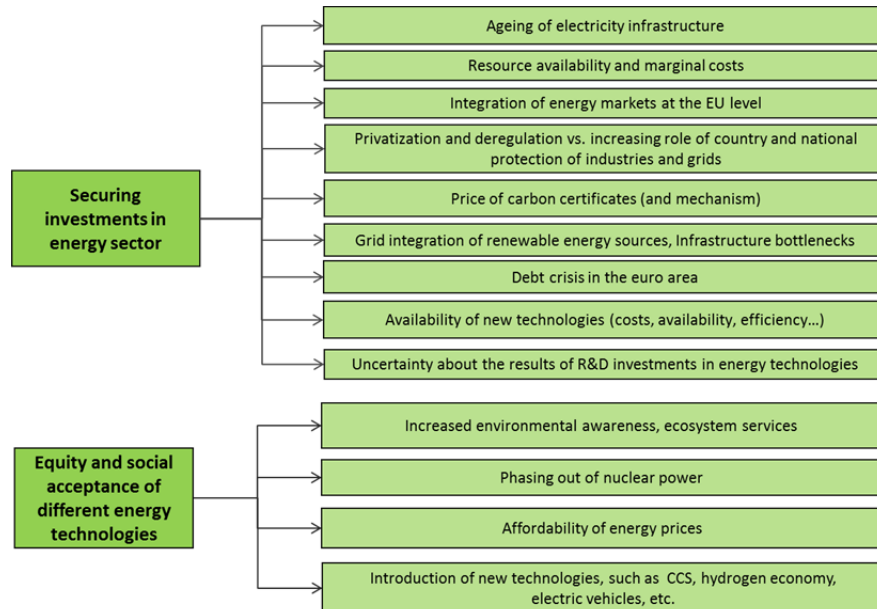 Securing
investments in
energy sector
Ageing of electricity infrastructure
Resource availability and marginal costs
Integration of energy markets at the EU level
Privatization and deregulation vs. increasing role of country and national
protection of industries and grids
Price of carbon certificates (and mechanism)
Grid integration of renewable energy sources, Infrastructure bottlenecks
Debt crisis in the euro area
Availability of new technologies (costs, availability, efficiency...)
Uncertainty about the results of R&D investments in energy technologies
Equity and social
acceptance of
different energy
technologies
Increased environmental awareness, ecosystem services
Phasing out of nuclear power
Affordability of energy prices
Introduction of new technologies, such as CCS, hydrogen economy,
electric vehicles, etc.